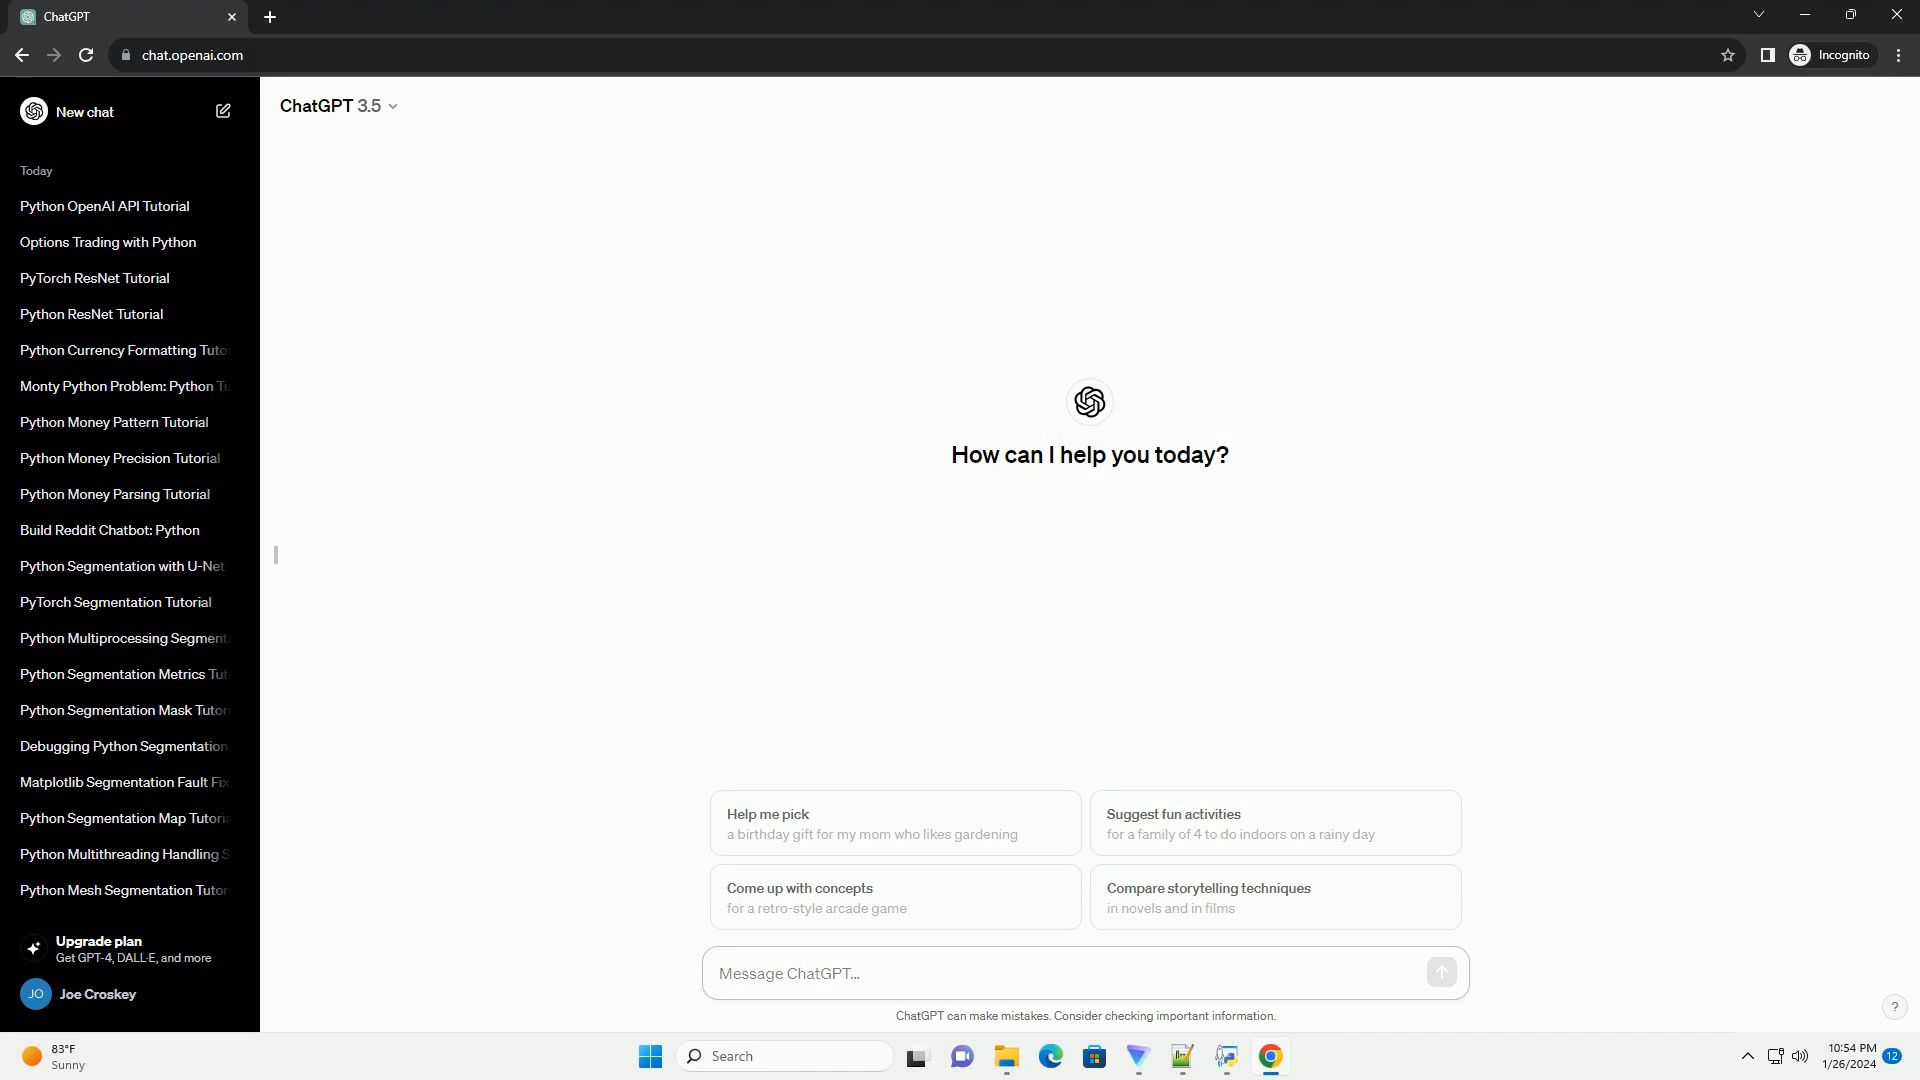 ChatGPT
chat.openai.com
Incognito
New chat
ChatGPT 3.5
Today
Python OpenAI API Tutorial
Options Trading with Python
PyTorch ResNet Tutorial
Python ResNet Tutorial
Python Currency Formatting Tuto
Monty Python Problem: Python Tu
Python Money Pattern Tutorial
Python Money Precision Tutorial
Python Money Parsing Tutorial
Build Reddit Chatbot: Python
Python Segmentation with U-Net
PyTorch Segmentation Tutorial
Python Multiprocessing Segment
Python Segmentation Metrics Tut
Python Segmentation Mask Tutor
Debugging Python Segmentation
Matplotlib Segmentation Fault Fix
Python Segmentation Map Tutoria
Python Multithreading Handling S
Python Mesh Segmentation Tutor
Upgrade plan
Get GPT-4, DALL·E, and more
JO Joe Croskey
How can I help you today?
Help me pick
a birthday gift for my mom who likes gardening
Suggest fun activities
for a family of 4 to do indoors on a rainy day
Come up with concepts
for a retro-style arcade game
Compare storytelling techniques
in novels and in films
Message ChatGPT...
ChatGPT can make mistakes. Consider checking important information.
?
83°F
Sunny
Search
10:54 PM
1/26/2024
12